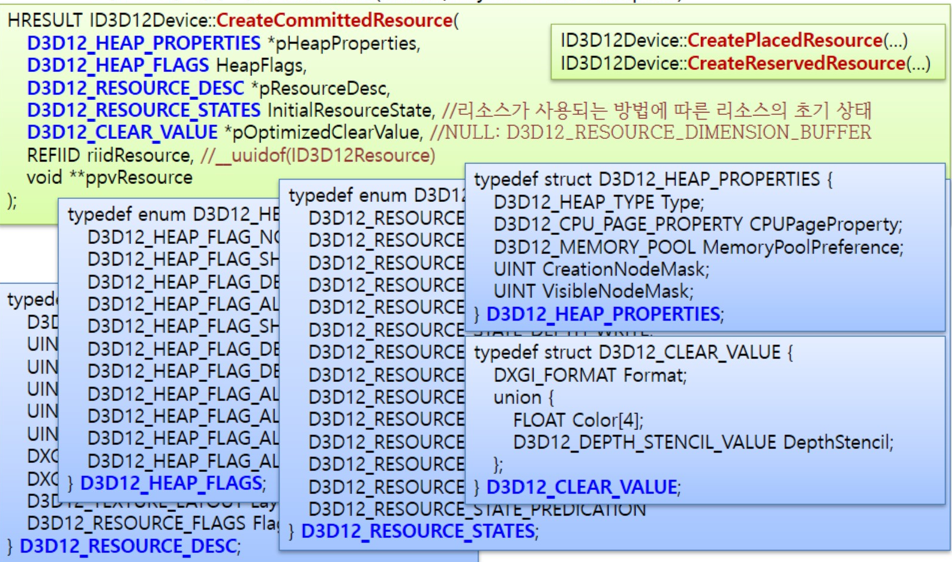 HRESULT ID3D12Device::CreateCommittedResource(
D3D12_HEAP_PROPERTIES *pHeapProperties,
D3D12_HEAP_FLAGS HeapFlags,
D3D12_RESOURCE_DESC *pResourceDesc,
D3D12_RESOURCE_STATES InitialResourceState, //리소스가 사용되는 방법에 따른 리소스의 초기 상태
D3D12_CLEAR_VALUE *pOptimizedClearValue, //NULL: D3D12_RESOURCE_DIMENSION_BUFFER
REFIID riidResource, //__uuidof(ID3D12Resource)
void **ppvResource
);
ID3D12Device::CreatePlacedResource(...)
ID3D12Device::CreateReservedResource(...)
typedef struct D3D12_HEAP_PROPERTIES {
D3D12_HEAP_TYPE Type;
D3D12_CPU_PAGE_PROPERTY CPUPageProperty;
D3D12_MEMORY_POOL MemoryPoolPreference;
UINT CreationNodeMask;
UINT VisibleNodeMask;
} D3D12_HEAP_PROPERTIES;
typedef struct D3D12_CLEAR_VALUE {
DXGI_FORMAT Format;
union {
FLOAT Color[4];
D3D12_DEPTH_STENCIL_VALUE DepthStencil;
};
} D3D12_CLEAR_VALUE;
typedef enum D3D12
D3D12_RESOURCE
D3D12_RESOURCE
D3D12_RESOURCE
D3D12_RESOURCE
D3D12_RESOURCE
D3D12_RESOURCE
D3D12_RESOURCE
D3D12_RESOURCE
D3D12_RESOURCE
D3D12_RESOURCE
D3D12_RESOURCE
D3D12_RESOURCE
D3D12_RESOURCE
D3D12_RESOURCE_STATE_PREDICATION
} D3D12_RESOURCE_STATES;
typedef enum D3D12_HE
D3D12_HEAP_FLAG_NO
D3D12_HEAP_FLAG_SH
D3D12_HEAP_FLAG_DE
D3D12_HEAP_FLAG_AL
D3D12_HEAP_FLAG_SH
D3D12_HEAP_FLAG_DE
D3D12_HEAP_FLAG_DE
D3D12_HEAP_FLAG_AL
D3D12_HEAP_FLAG_AL
D3D12_HEAP_FLAG_AL
D3D12_HEAP_FLAG_AL
} D3D12_HEAP_FLAGS;
typed
D3D
UIN
UIN
UIN
UIN
UIN
DXG
DXG
D3D12_TEXTURE_LAYOUT Lay
D3D12_RESOURCE_FLAGS Flag
} D3D12_RESOURCE_DESC;